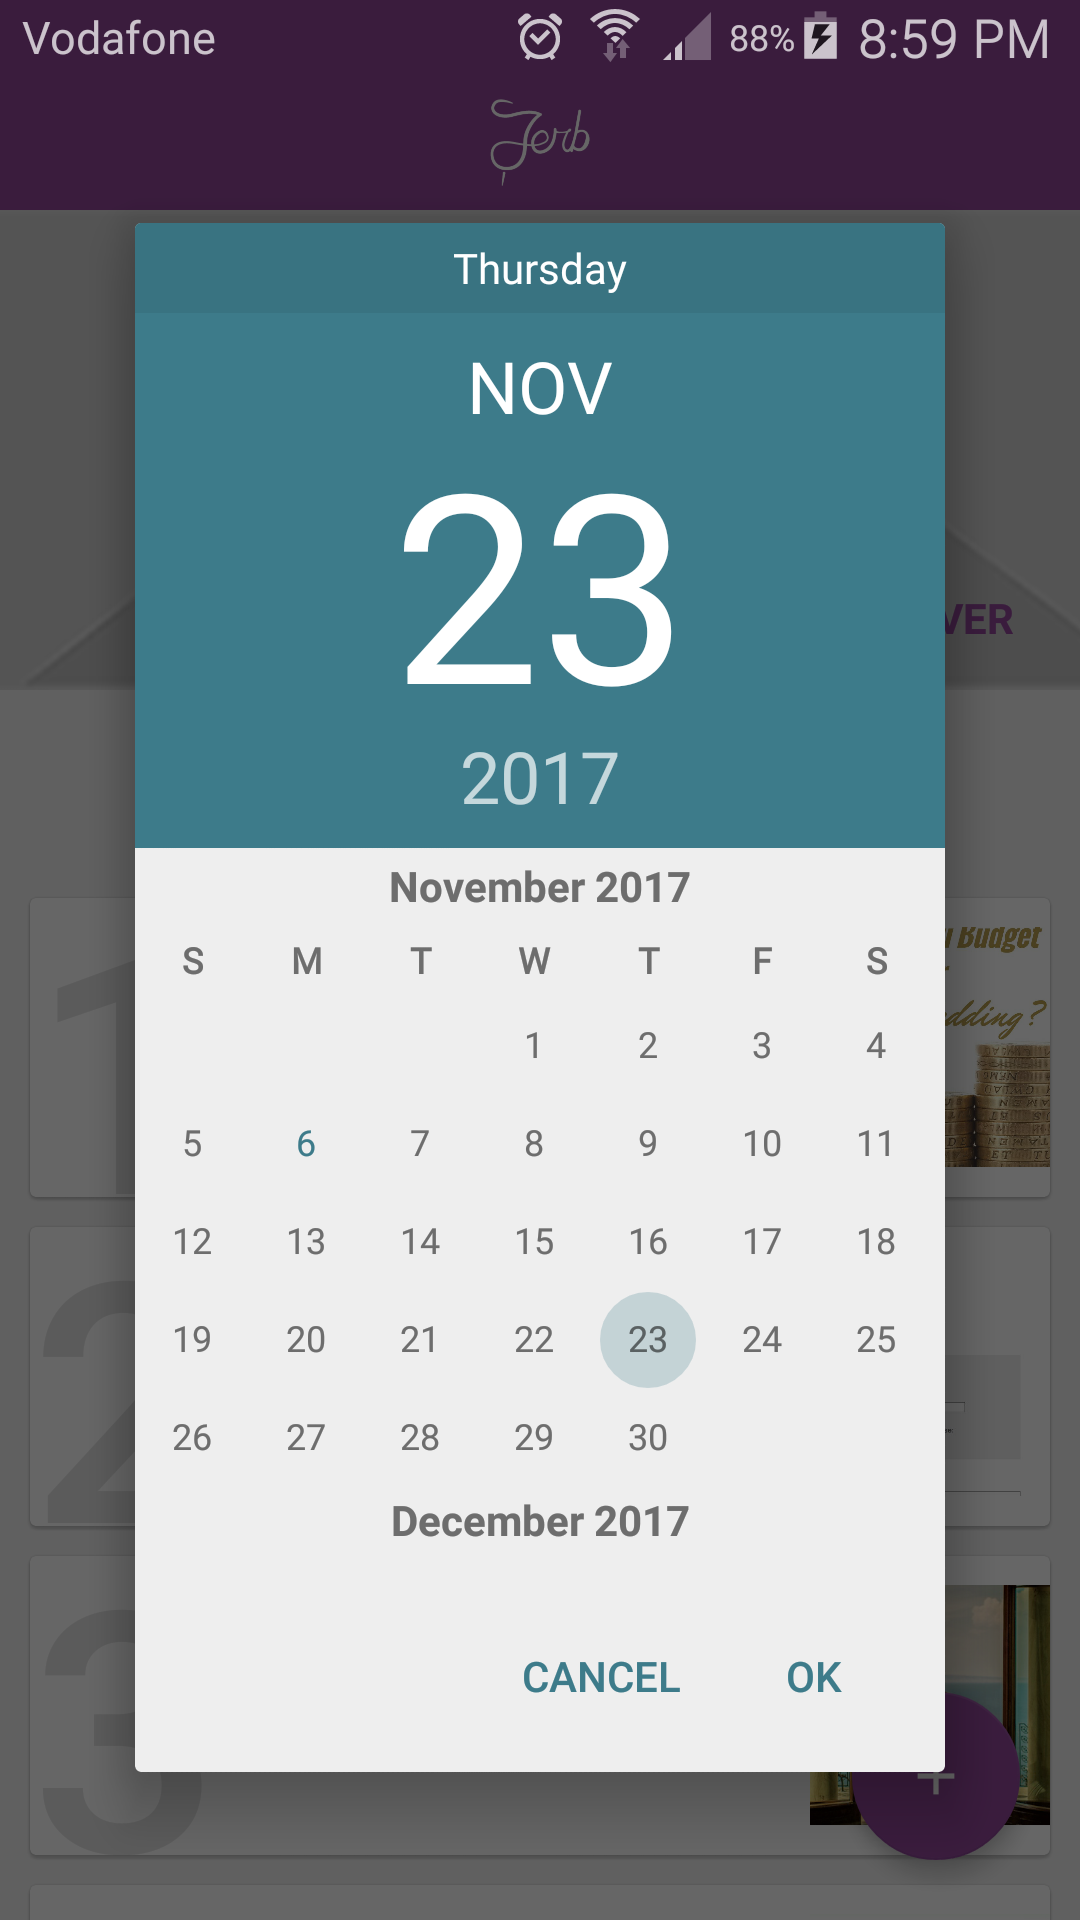 Vodafone 88% 8:59 PM
Jerb
Thursday
NOV
23
2017
VER
November 2017
S M T W T F S
1 2 3 4
5 6 7 8 9 10 11
12 13 14 15 16 17 18
19 20 21 22 23 24 25
26 27 28 29 30
December 2017
CANCEL OK
1
Budget
dding?
2
3
+